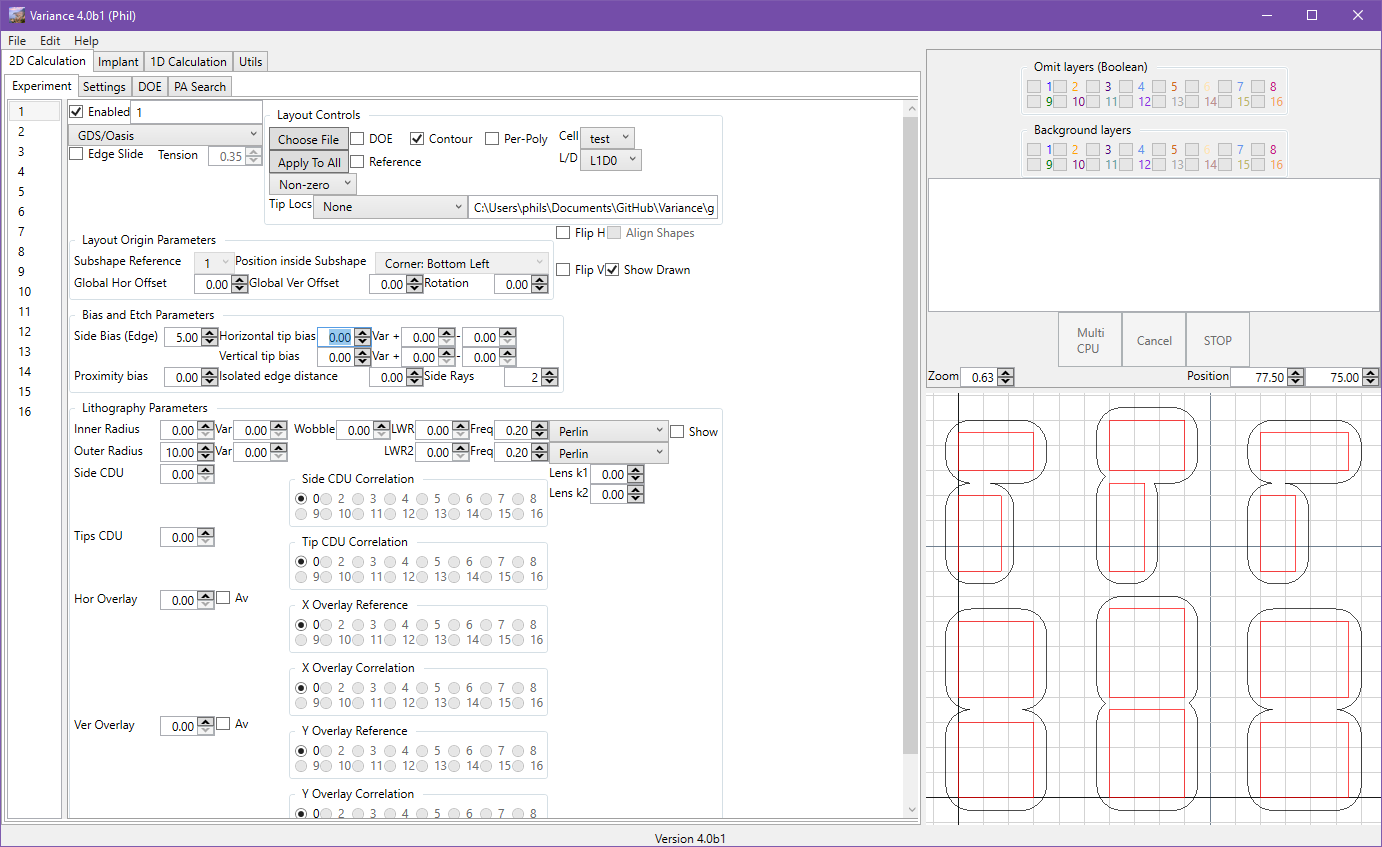 Variance 4.0b1 (Phil)
File Edit Help
2D Calculation Implant 1D Calculation Utils
Experiment Settings DOE PA Search
1
2
3
4
5
6
7
8
9
10
11
12
13
14
15
16
Enabled 1
GDS/Oasis
Edge Slide Tension 0.35
Layout Controls
Choose File DOE Contour Per-Poly Cell test
Apply To All Reference L/D L1D0
Non-zero
Tip Locs None C:\Users\phils\Documents\GitHub\Variance\g
Flip H Align Shapes
Flip V Show Drawn
Layout Origin Parameters
Subshape Reference 1 Position inside Subshape Corner: Bottom Left
Global Hor Offset 0.00 Global Ver Offset 0.00 Rotation 0.00
Bias and Etch Parameters
Side Bias (Edge) 5.00 Horizontal tip bias 0.00 Var + 0.00 - 0.00
Vertical tip bias 0.00 Var + 0.00 - 0.00
Proximity bias 0.00 Isolated edge distance 0.00 Side Rays 2
Lithography Parameters
Inner Radius 0.00 Var 0.00 Wobble 0.00 LWR 0.00 Freq 0.20 Perlin Show
Outer Radius 10.00 Var 0.00 LWR2 0.00 Freq 0.20 Perlin
Side CDU 0.00 Lens k1 0.00
Lens k2 0.00
Side CDU Correlation
0 2 3 4 5 6 7 8
9 10 11 12 13 14 15 16
Tips CDU 0.00
Tip CDU Correlation
0 2 3 4 5 6 7 8
9 10 11 12 13 14 15 16
Hor Overlay 0.00 Av
X Overlay Reference
0 2 3 4 5 6 7 8
9 10 11 12 13 14 15 16
X Overlay Correlation
0 2 3 4 5 6 7 8
9 10 11 12 13 14 15 16
Ver Overlay 0.00 Av
Y Overlay Reference
0 2 3 4 5 6 7 8
9 10 11 12 13 14 15 16
Y Overlay Correlation
0 2 3 4 5 6 7 8
Omit layers (Boolean)
1 2 3 4 5 6 7 8
9 10 11 12 13 14 15 16
Background layers
1 2 3 4 5 6 7 8
9 10 11 12 13 14 15 16
Multi
CPU
Cancel
STOP
Zoom 0.63 Position 77.50 75.00
Version 4.0b1